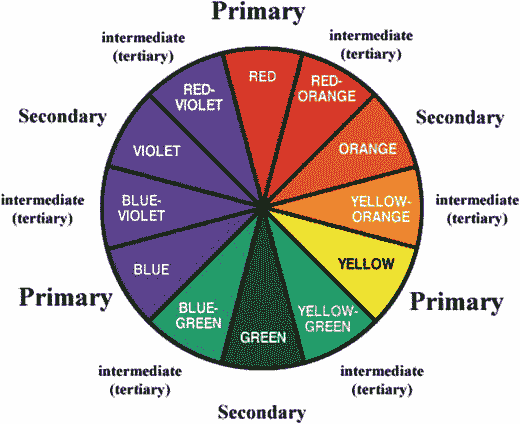 Primary
intermediate
(tertiary)
intermediate
(tertiary)
RED
RED-
VIOLET
RED-
ORANGE
Secondary
Secondary
VIOLET
ORANGE
intermediate
(tertiary)
BLUE-
VIOLET
YELLOW-
ORANGE
intermediate
(tertiary)
BLUE
YELLOW
Primary
Primary
BLUE-
GREEN
GREEN
YELLOW-
GREEN
intermediate
(tertiary)
intermediate
(tertiary)
Secondary